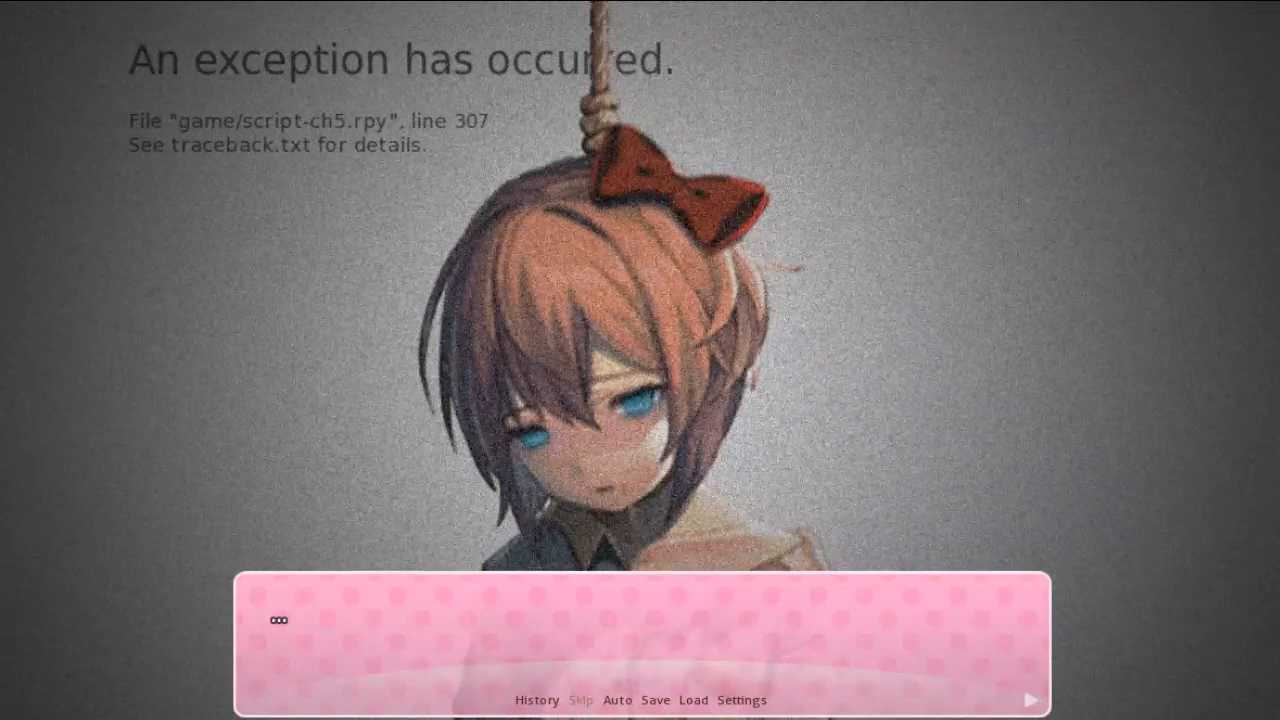 An exception has occurred.
File "game/script-ch5.rpy", line 307
See traceback.txt for details.
...
History Skip Auto Save Load Settings